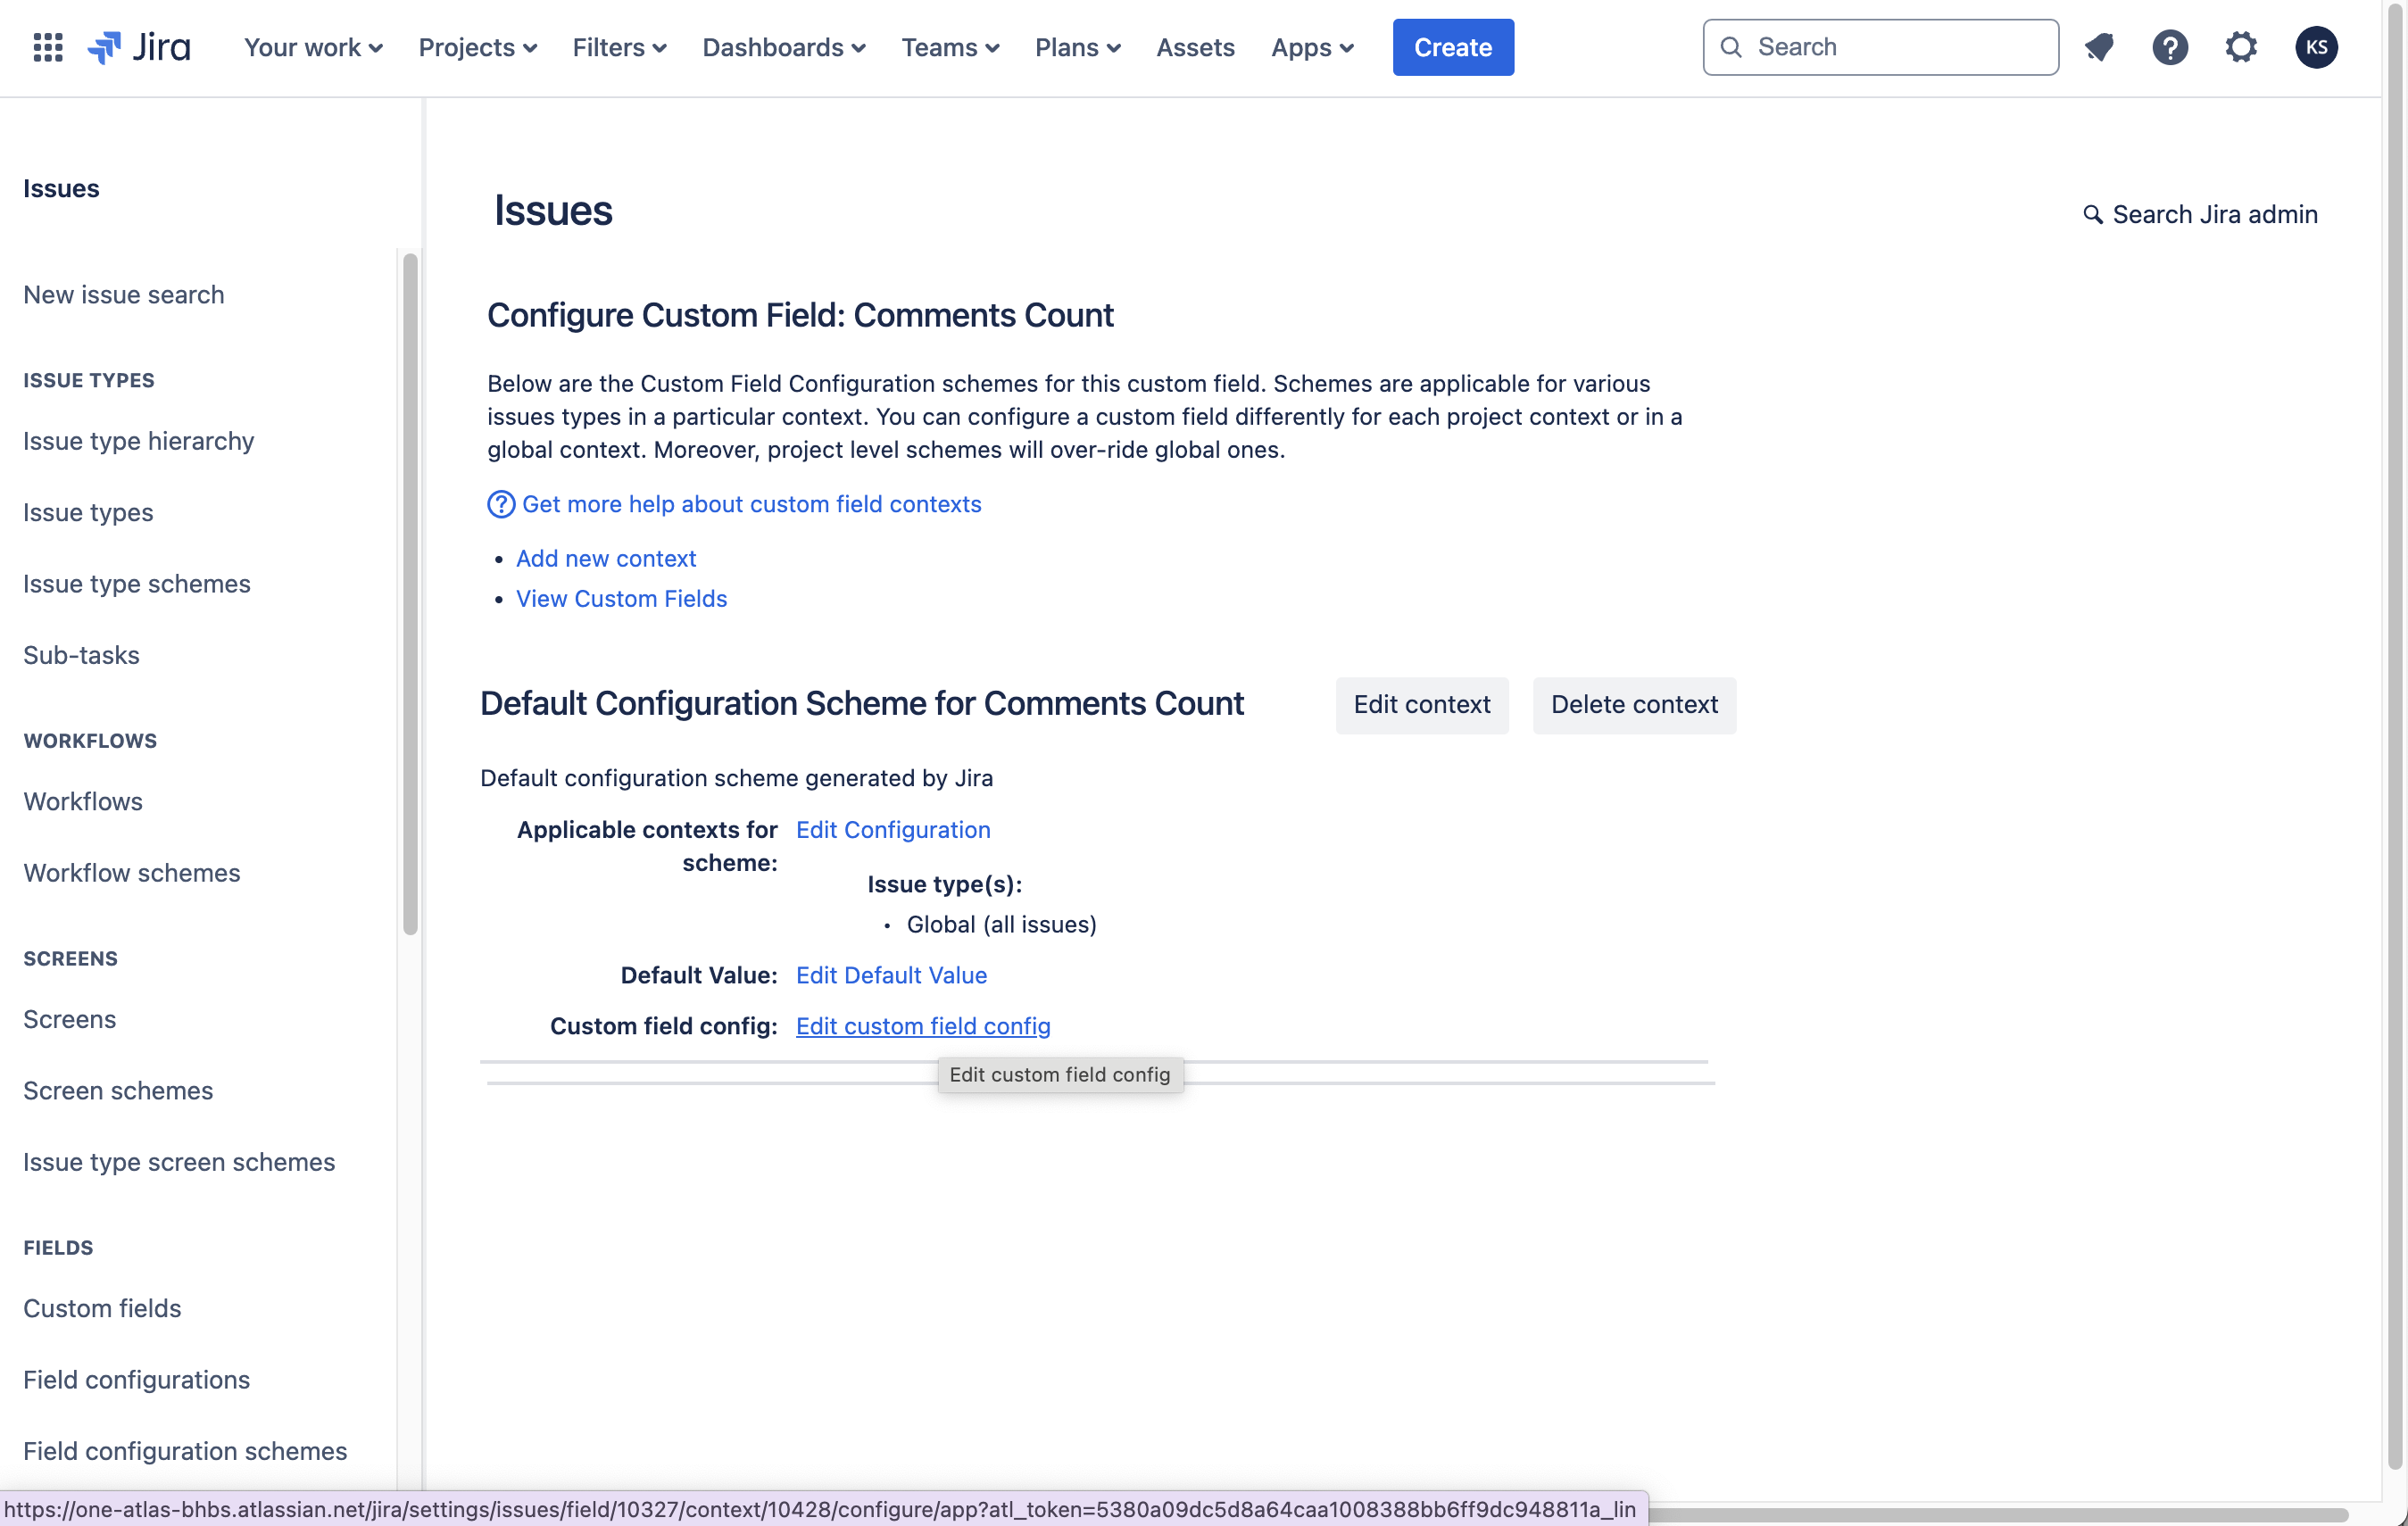 Jira
Your work
Projects
Filters
Dashboards
Teams
Plans
Assets
Apps
Create
Search
KS
Issues
New issue search
ISSUE TYPES
Issue type hierarchy
Issue types
Issue type schemes
Sub-tasks
WORKFLOWS
Workflows
Workflow schemes
SCREENS
Screens
Screen schemes
Issue type screen schemes
FIELDS
Custom fields
Field configurations
Field configuration schemes
Issues
Search Jira admin
Configure Custom Field: Comments Count
Below are the Custom Field Configuration schemes for this custom field. Schemes are applicable for various
issues types in a particular context. You can configure a custom field differently for each project context or in a
global context. Moreover, project level schemes will over-ride global ones.
Get more help about custom field contexts
• Add new context
• View Custom Fields
Default Configuration Scheme for Comments Count
Edit context
Delete context
Default configuration scheme generated by Jira
Applicable contexts for
scheme:
Edit Configuration
Issue type(s):
• Global (all issues)
Default Value: Edit Default Value
Custom field config: Edit custom field config
Edit custom field config
https://one-atlas-bhbs.atlassian.net/jira/settings/issues/field/10327/context/10428/configure/app?atl_token=5380a09dc5d8a64caa1008388bb6ff9dc948811a_lin